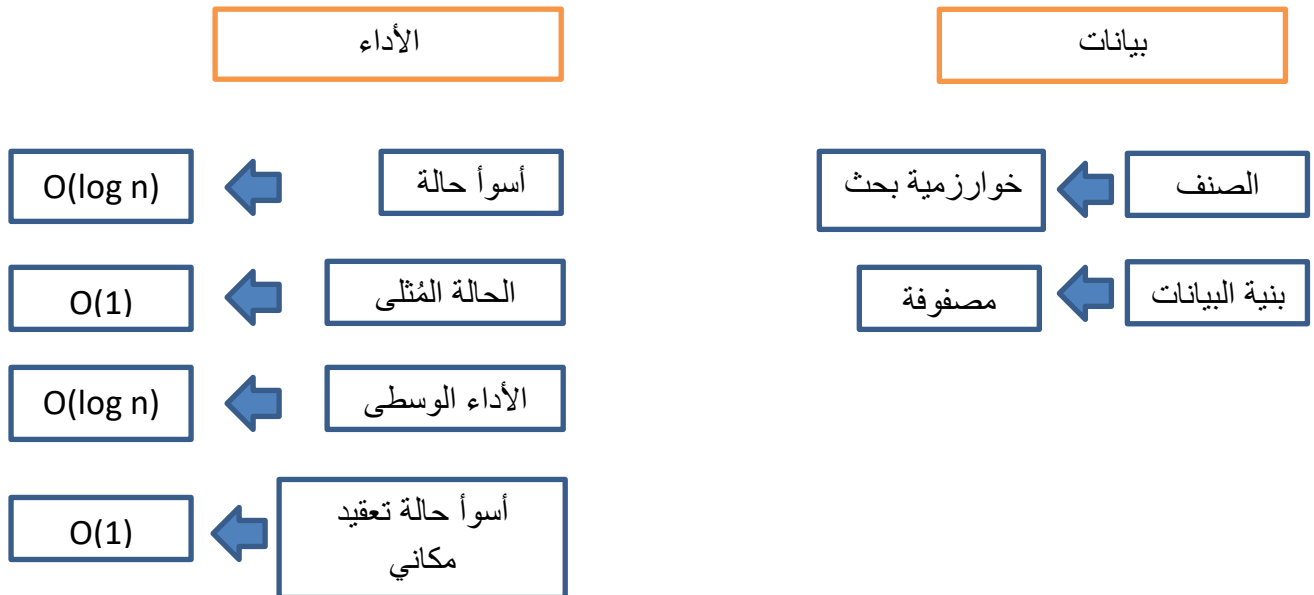 بيانات
الأداء
الصنف
خوارزمية بحث
بنية البيانات
مصفوفة
أسوأ حالة
O(log n)
الحالة المُثلى
O(1)
الأداء الوسطى
O(log n)
أسوأ حالة تعقيد
مكاني
O(1)